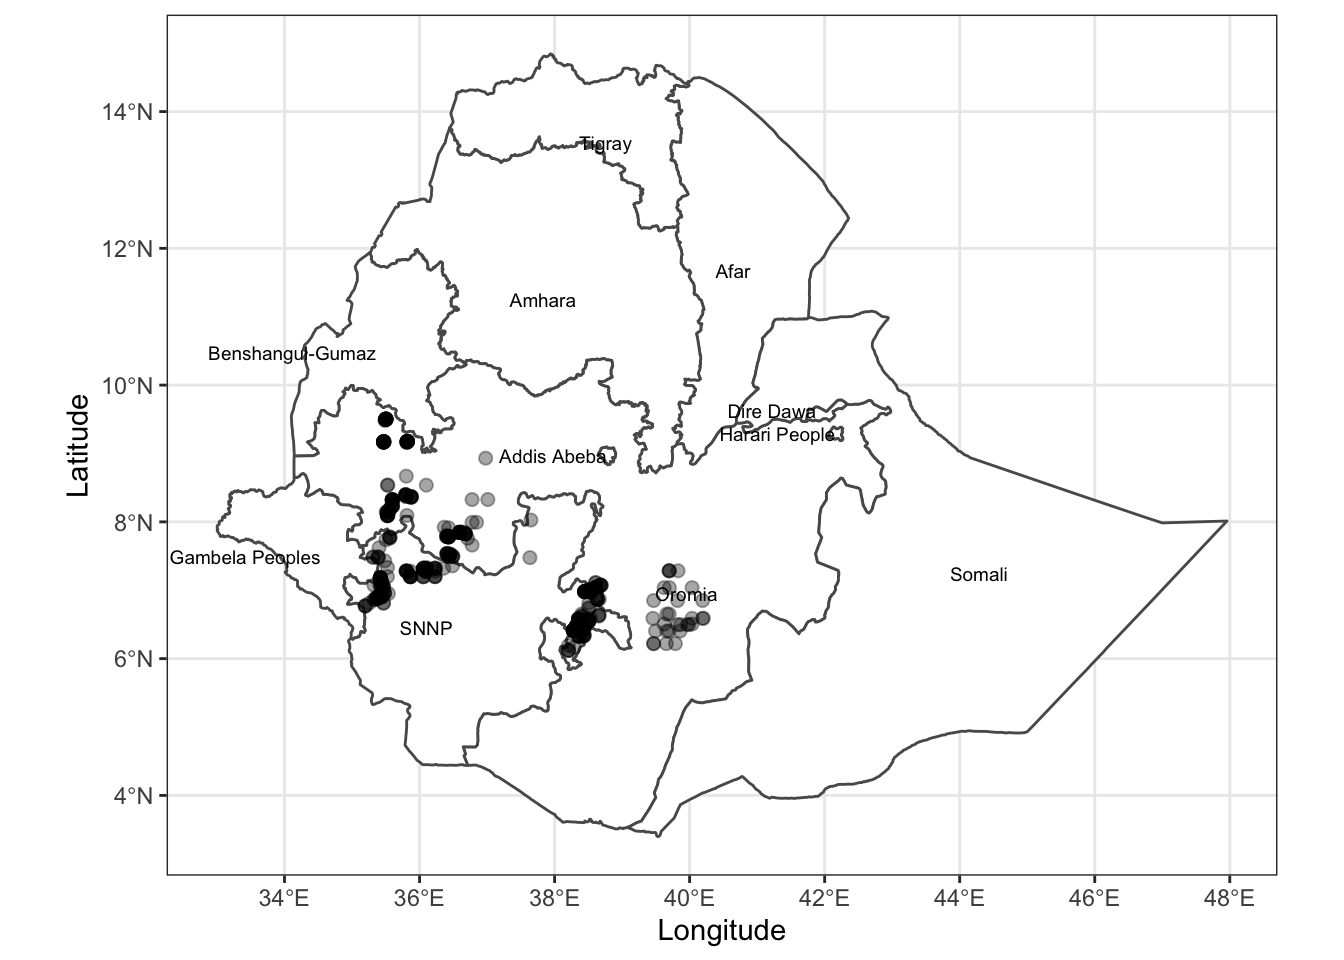 14°N
Tigray
12°N
Afar
Amhara
Benshangul-Gumaz
10°N
Dire Dawa
Harari People
Addis Abeba
Latitude
8°N
Gambela Peoples
Somali
Oromia
SNNP
6°N
4°N
34°E 36°E 38°E 40°E 42°E 44°E 46°E 48°E
Longitude